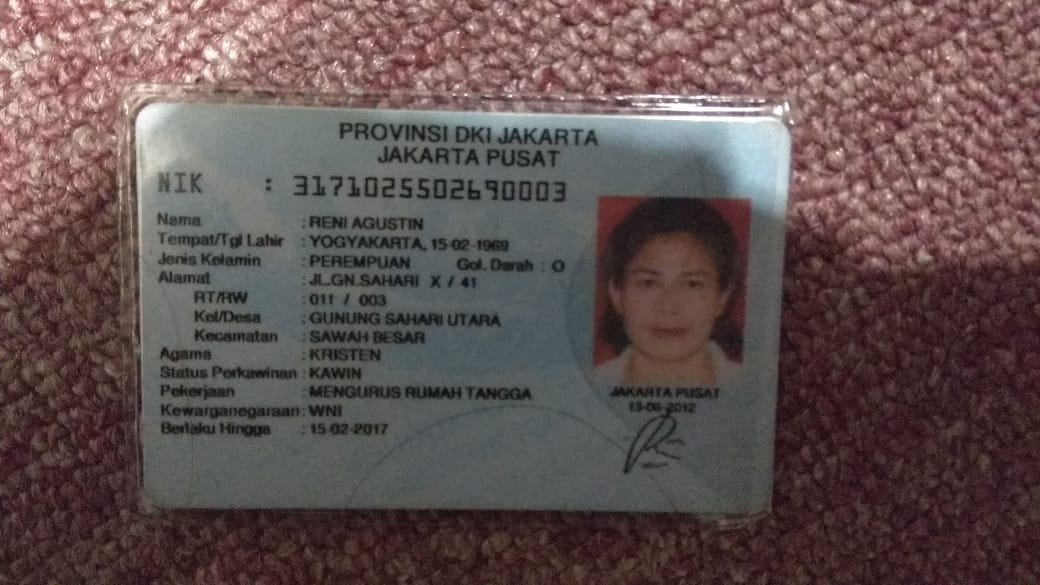 PROVINSI DKI JAKARTA
JAKARTA PUSAT
NIK : 3171025502690003
Nama : RENI AGUSTIN
Tempat/Tgl Lahir : YOGYAKARTA, 15-02-1969
Jenis Kelamin : PEREMPUAN Gol. Darah : O
Alamat : JL.GN.SAHARI X / 41
RT/RW : 011 / 003
Kel/Desa : GUNUNG SAHARI UTARA
Kecamatan : SAWAH BESAR
Agama : KRISTEN
Status Perkawinan : KAWIN
Pekerjaan : MENGURUS RUMAH TANGGA
Kewarganegaraan : WNI
Berlaku Hingga : 15-02-2017
JAKARTA PUSAT
13-06-2012